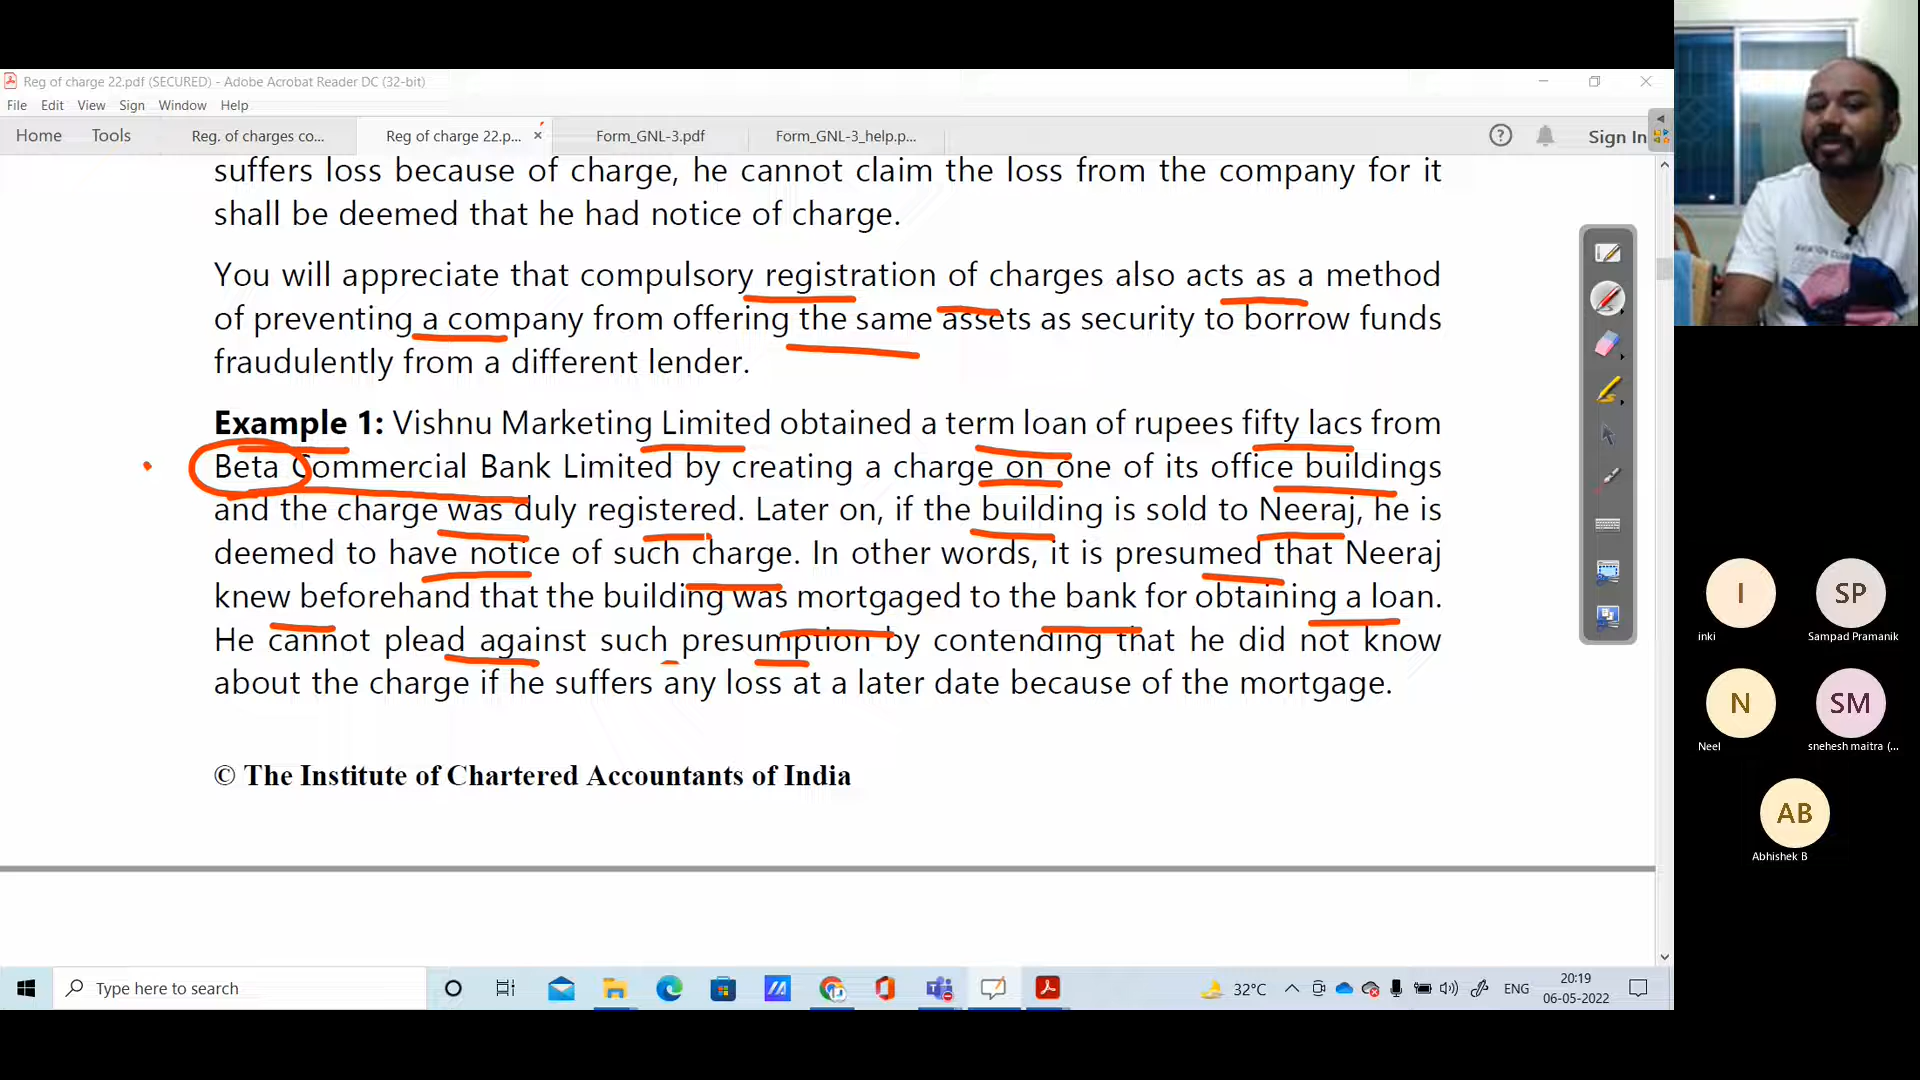 Reg of charge 22.pdf (SECURED) - Adobe Acrobat Reader DC (32-bit)
File Edit View Sign Window Help
Home Tools Reg. of charges co... Reg of charge 22.p... × Form_GNL-3.pdf Form_GNL-3_help.p... Sign In
suffers loss because of charge, he cannot claim the loss from the company for it
shall be deemed that he had notice of charge.
You will appreciate that compulsory registration of charges also acts as a method
of preventing a company from offering the same assets as security to borrow funds
fraudulently from a different lender.
Example 1: Vishnu Marketing Limited obtained a term loan of rupees fifty lacs from
Beta Commercial Bank Limited by creating a charge on one of its office buildings
and the charge was duly registered. Later on, if the building is sold to Neeraj, he is
deemed to have notice of such charge. In other words, it is presumed that Neeraj
knew beforehand that the building was mortgaged to the bank for obtaining a loan.
He cannot plead against such presumption by contending that he did not know
about the charge if he suffers any loss at a later date because of the mortgage.
© The Institute of Chartered Accountants of India
I
inki
SP
Sampad Pramanik
N
Neel
SM
snehesh maitra (...
AB
Abhishek B
Type here to search
32°C
ENG
20:19
06-05-2022